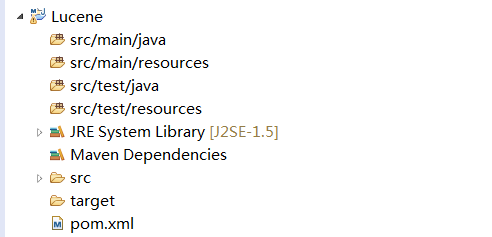 Lucene
src/main/java
src/main/resources
src/test/java
src/test/resources
JRE System Library [J2SE-1.5]
Maven Dependencies
src
target
pom.xml